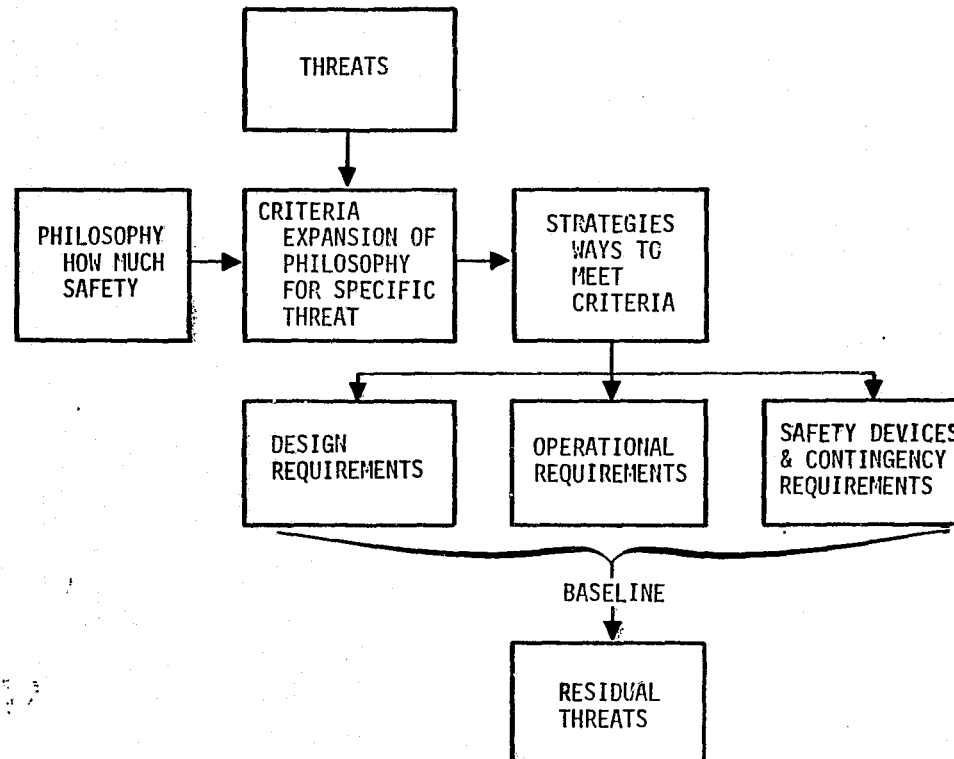 THREATS
PHILOSOPHY
HOW MUCH
SAFETY
CRITERIA
EXPANSION OF
PHILOSOPHY
FOR SPECIFIC
THREAT
STRATEGIES
WAYS TO
MEET
CRITERIA
DESIGN
REQUIREMENTS
OPERATIONAL
REQUIREMENTS
SAFETY DEVICES
& CONTINGENCY
REQUIREMENTS
BASELINE
RESIDUAL
THREATS